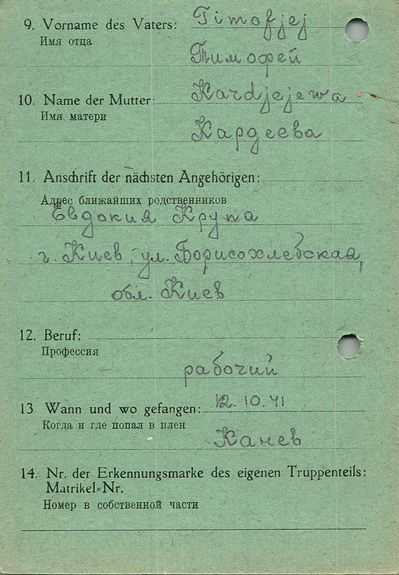 9. Vorname des Vaters: Timofjej
Имя отца
Тимофей
10. Name der Mutter: Kardjejewa
Имя матери
Кардеева
11. Anschrift der nächsten Angehörigen:
Адрес ближайших родственников
Евдокия Крупа
г. Киев, ул. Борисохлебская,
обл. Киев
12. Beruf:
Профессия
рабочий
13 Wann und wo gefangen: 12.10.41
Когда и где попал в плен
Канев
14. Nr. der Erkennungsmarke des eigenen Truppenteils:
Matrikel-Nr.
Номер в собственной части